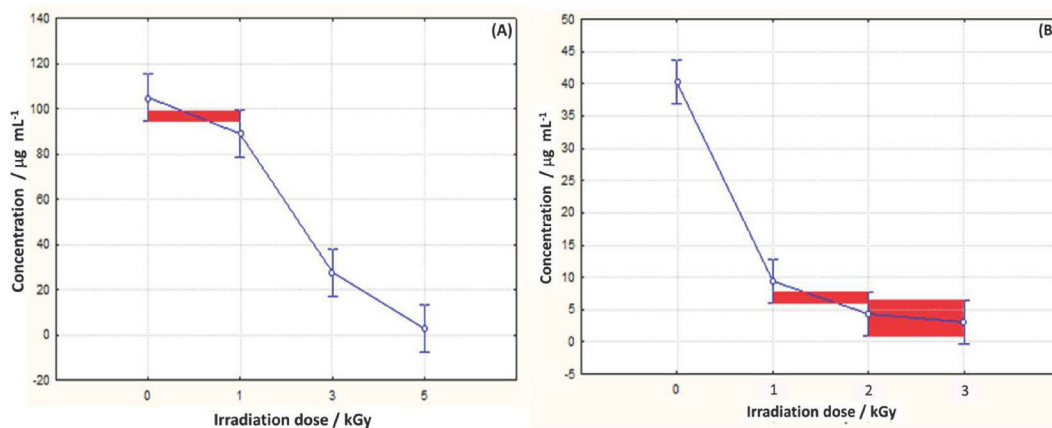 (A)
140
120
100
80
60
40
20
0
-20
Concentration / µg mL⁻¹
0 1 3 5
Irradiation dose / kGy
(B)
50
45
40
35
30
25
20
15
10
5
0
-5
Concentration / µg mL⁻¹
0 1 2 3
Irradiation dose / kGy